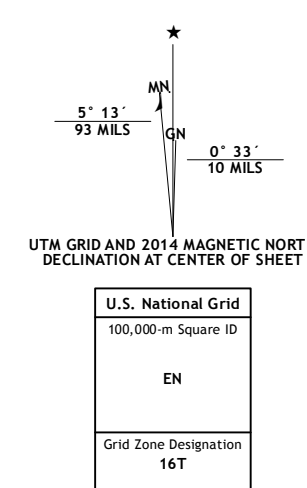 ★
MN
5° 13´
93 MILS
GN
0° 33´
10 MILS
UTM GRID AND 2014 MAGNETIC NORT
DECLINATION AT CENTER OF SHEET
U.S. National Grid
100,000-m Square ID
EN
Grid Zone Designation
16T